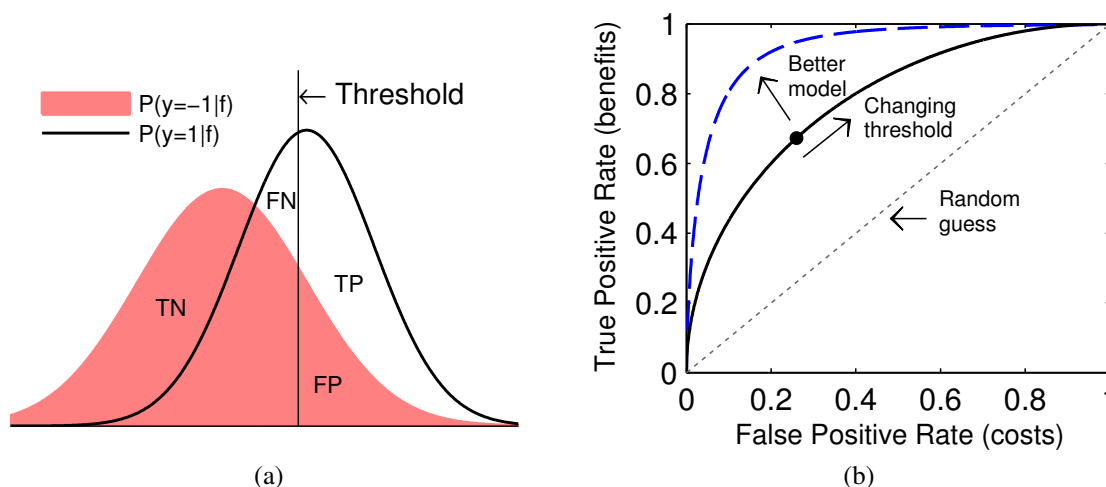 P(y=−1|f)
P(y=1|f)
Threshold
FN
TN
TP
FP
(a)
True Positive Rate (benefits)
1
0.8
0.6
0.4
0.2
0
0
0.2
0.4
0.6
0.8
1
False Positive Rate (costs)
Better
model
Changing
threshold
Random
guess
(b)